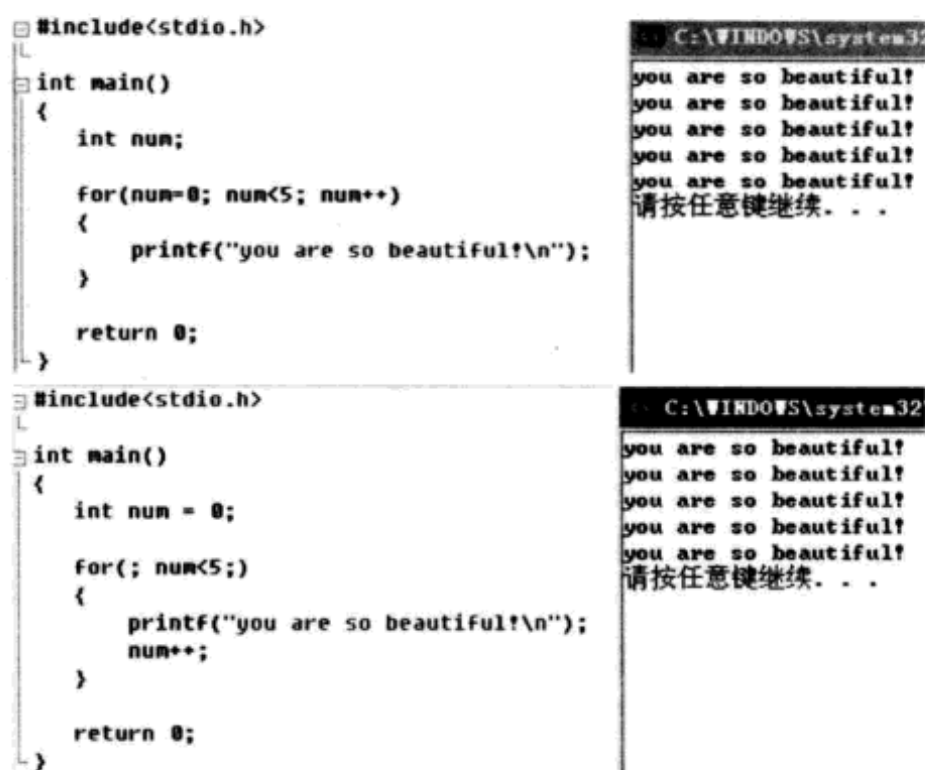 #include<stdio.h>
int main()
{
int num;
for(num=0; num<5; num++)
{
printf("you are so beautiful!\n");
}
return 0;
}
C:\WINDOWS\system32
you are so beautiful!
you are so beautiful!
you are so beautiful!
you are so beautiful!
you are so beautiful!
请按任意键继续. . .
#include<stdio.h>
int main()
{
int num = 0;
for(; num<5;)
{
printf("you are so beautiful!\n");
num++;
}
return 0;
}
C:\WINDOWS\system32
you are so beautiful!
you are so beautiful!
you are so beautiful!
you are so beautiful!
you are so beautiful!
请按任意键继续. . .